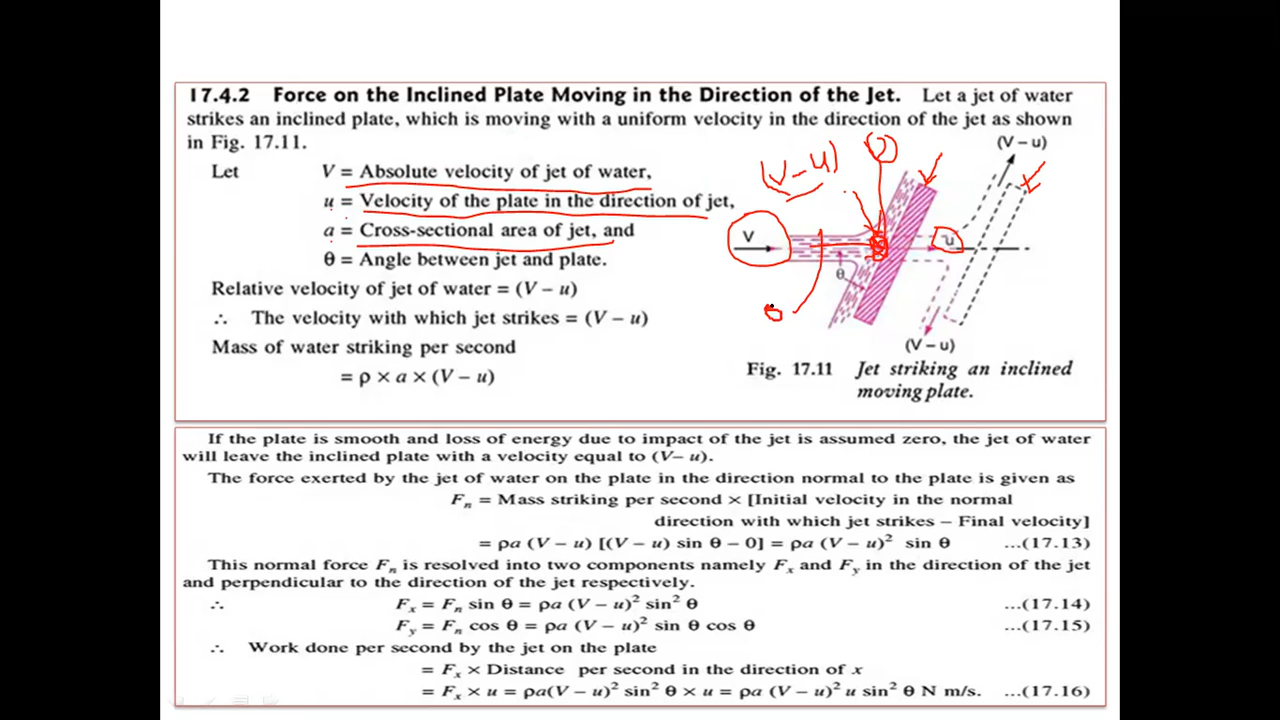 17.4.2 Force on the Inclined Plate Moving in the Direction of the Jet. Let a jet of water
strikes an inclined plate, which is moving with a uniform velocity in the direction of the jet as shown
in Fig. 17.11.
Let V = Absolute velocity of jet of water,
u = Velocity of the plate in the direction of jet,
a = Cross-sectional area of jet, and
θ = Angle between jet and plate.
Relative velocity of jet of water = (V – u)
∴ The velocity with which jet strikes = (V – u)
Mass of water striking per second
= ρ × a × (V – u)
(V – u)
(V – u)
V
u
θ
(V – u)
Fig. 17.11 Jet striking an inclined
moving plate.
If the plate is smooth and loss of energy due to impact of the jet is assumed zero, the jet of water
will leave the inclined plate with a velocity equal to (V– u).
The force exerted by the jet of water on the plate in the direction normal to the plate is given as
Fₙ = Mass striking per second × [Initial velocity in the normal
direction with which jet strikes – Final velocity]
= ρa (V – u) [(V – u) sin θ – 0] = ρa (V – u)² sin θ ...(17.13)
This normal force Fₙ is resolved into two components namely Fₓ and F_y in the direction of the jet
and perpendicular to the direction of the jet respectively.
∴ Fₓ = Fₙ sin θ = ρa (V – u)² sin² θ ...(17.14)
F_y = Fₙ cos θ = ρa (V – u)² sin θ cos θ ...(17.15)
∴ Work done per second by the jet on the plate
= Fₓ × Distance per second in the direction of x
= Fₓ × u = ρa(V – u)² sin² θ × u = ρa (V – u)² u sin² θ N m/s. ...(17.16)